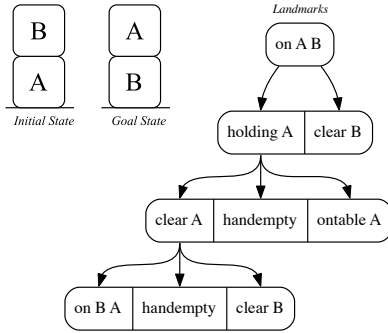 B
A
Initial State
A
B
Goal State
Landmarks
on A B
holding A clear B
clear A handempty ontable A
on B A handempty clear B